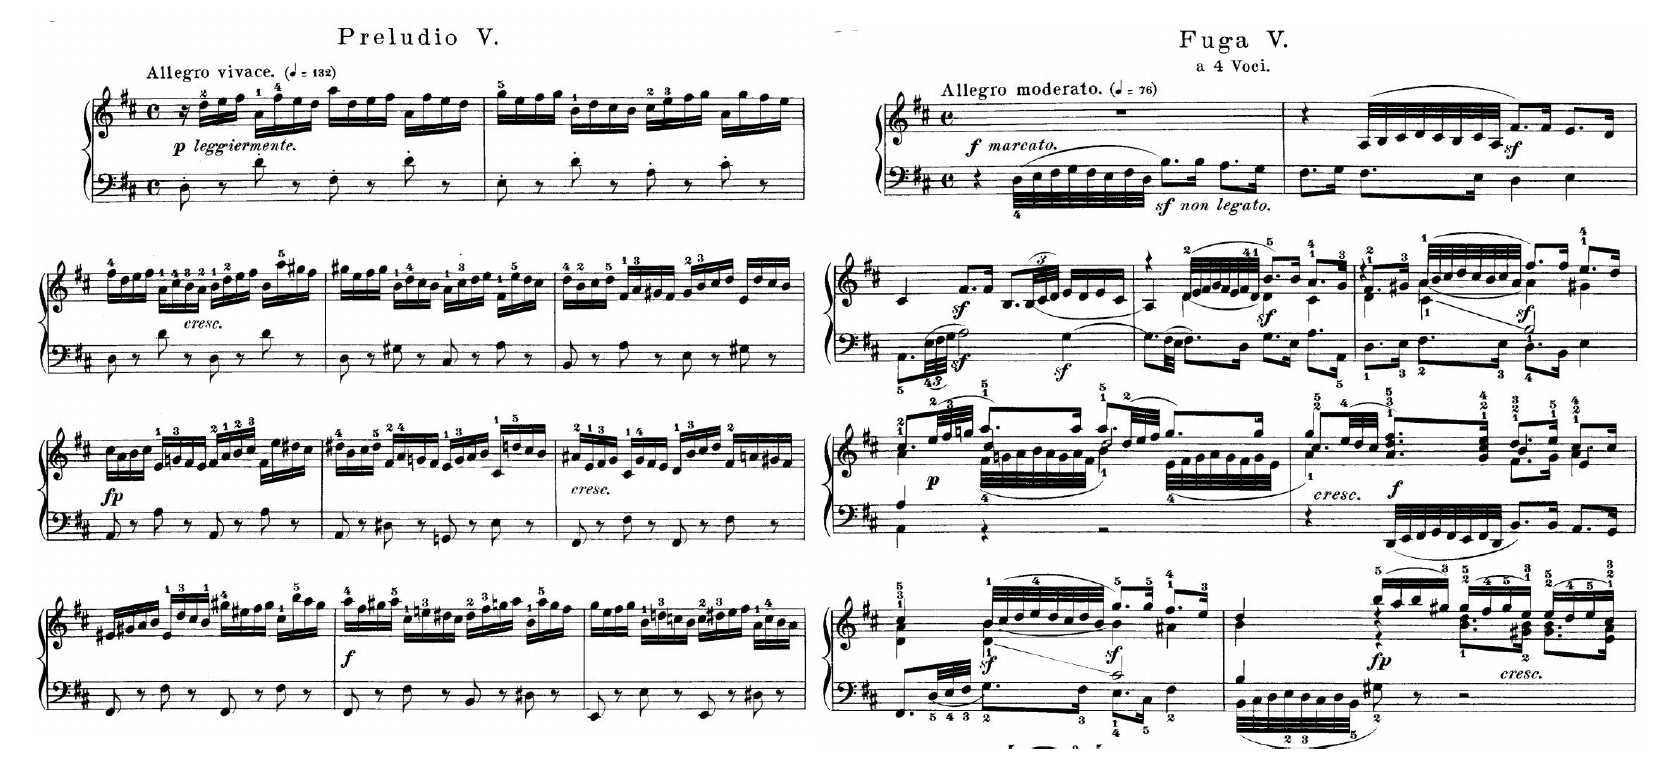 Preludio V.
Allegro vivace. (♩ = 132)
p leggiermente.
cresc.
fp
cresc.
f
Fuga V.
a 4 Voci.
Allegro moderato. (♩ = 76)
f marcato.
sf
sf non legato.
sf
sf
sf
sf
sf
p
cresc.
f
sf
sf
fp
cresc.